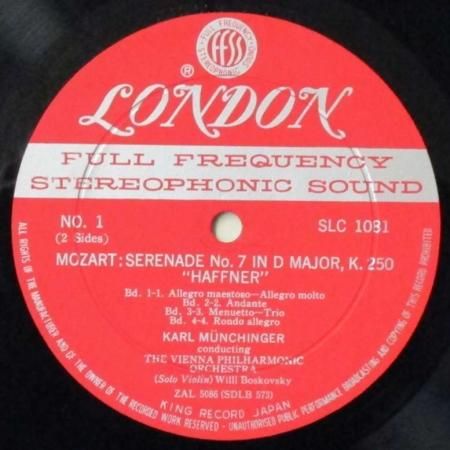 FULL FREQUENCY
STEREOPHONIC SOUND
FFSS
®
LONDON
FULL FREQUENCY
STEREOPHONIC SOUND
NO. 1
SLC 1081
(2 Sides)
MOZART: SERENADE No. 7 IN D MAJOR, K. 250
"HAFFNER"
Bd. 1-1. Allegro maestoso—Allegro molto
Bd. 2-2. Andante
Bd. 3-3. Menuetto—Trio
Bd. 4-4. Rondo allegro
KARL MÜNCHINGER
conducting
THE VIENNA PHILHARMONIC
ORCHESTRA
(Solo Violin) Willi Boskovsky
ZAL 5086 (SDLB 573)
KING RECORD JAPAN
ALL RIGHTS OF THE MANUFACTURER AND OF THE OWNER OF THE RECORDED WORK RESERVED - UNAUTHORISED PUBLIC PERFORMANCE BROADCASTING AND COPYING OF THIS RECORD PROHIBITED